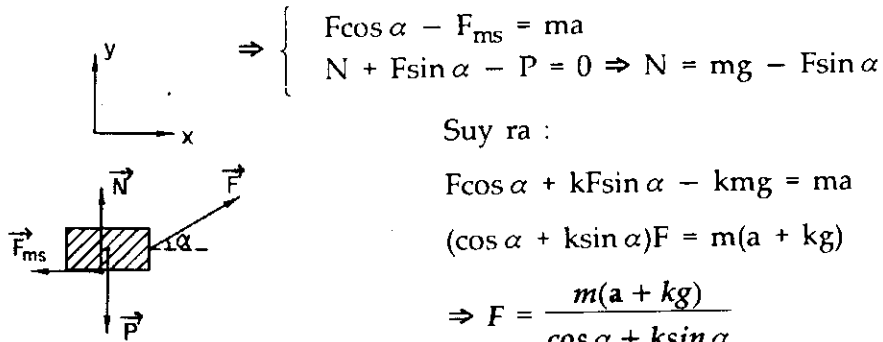 ⇒ { Fcos α − F_ms = ma
N + Fsin α − P = 0 ⇒ N = mg − Fsin α
y
x
N
F
F_ms
α
P
Suy ra :
Fcos α + kFsin α − kmg = ma
(cos α + ksin α)F = m(a + kg)
⇒ F = m(a + kg) / cos α + ksin α